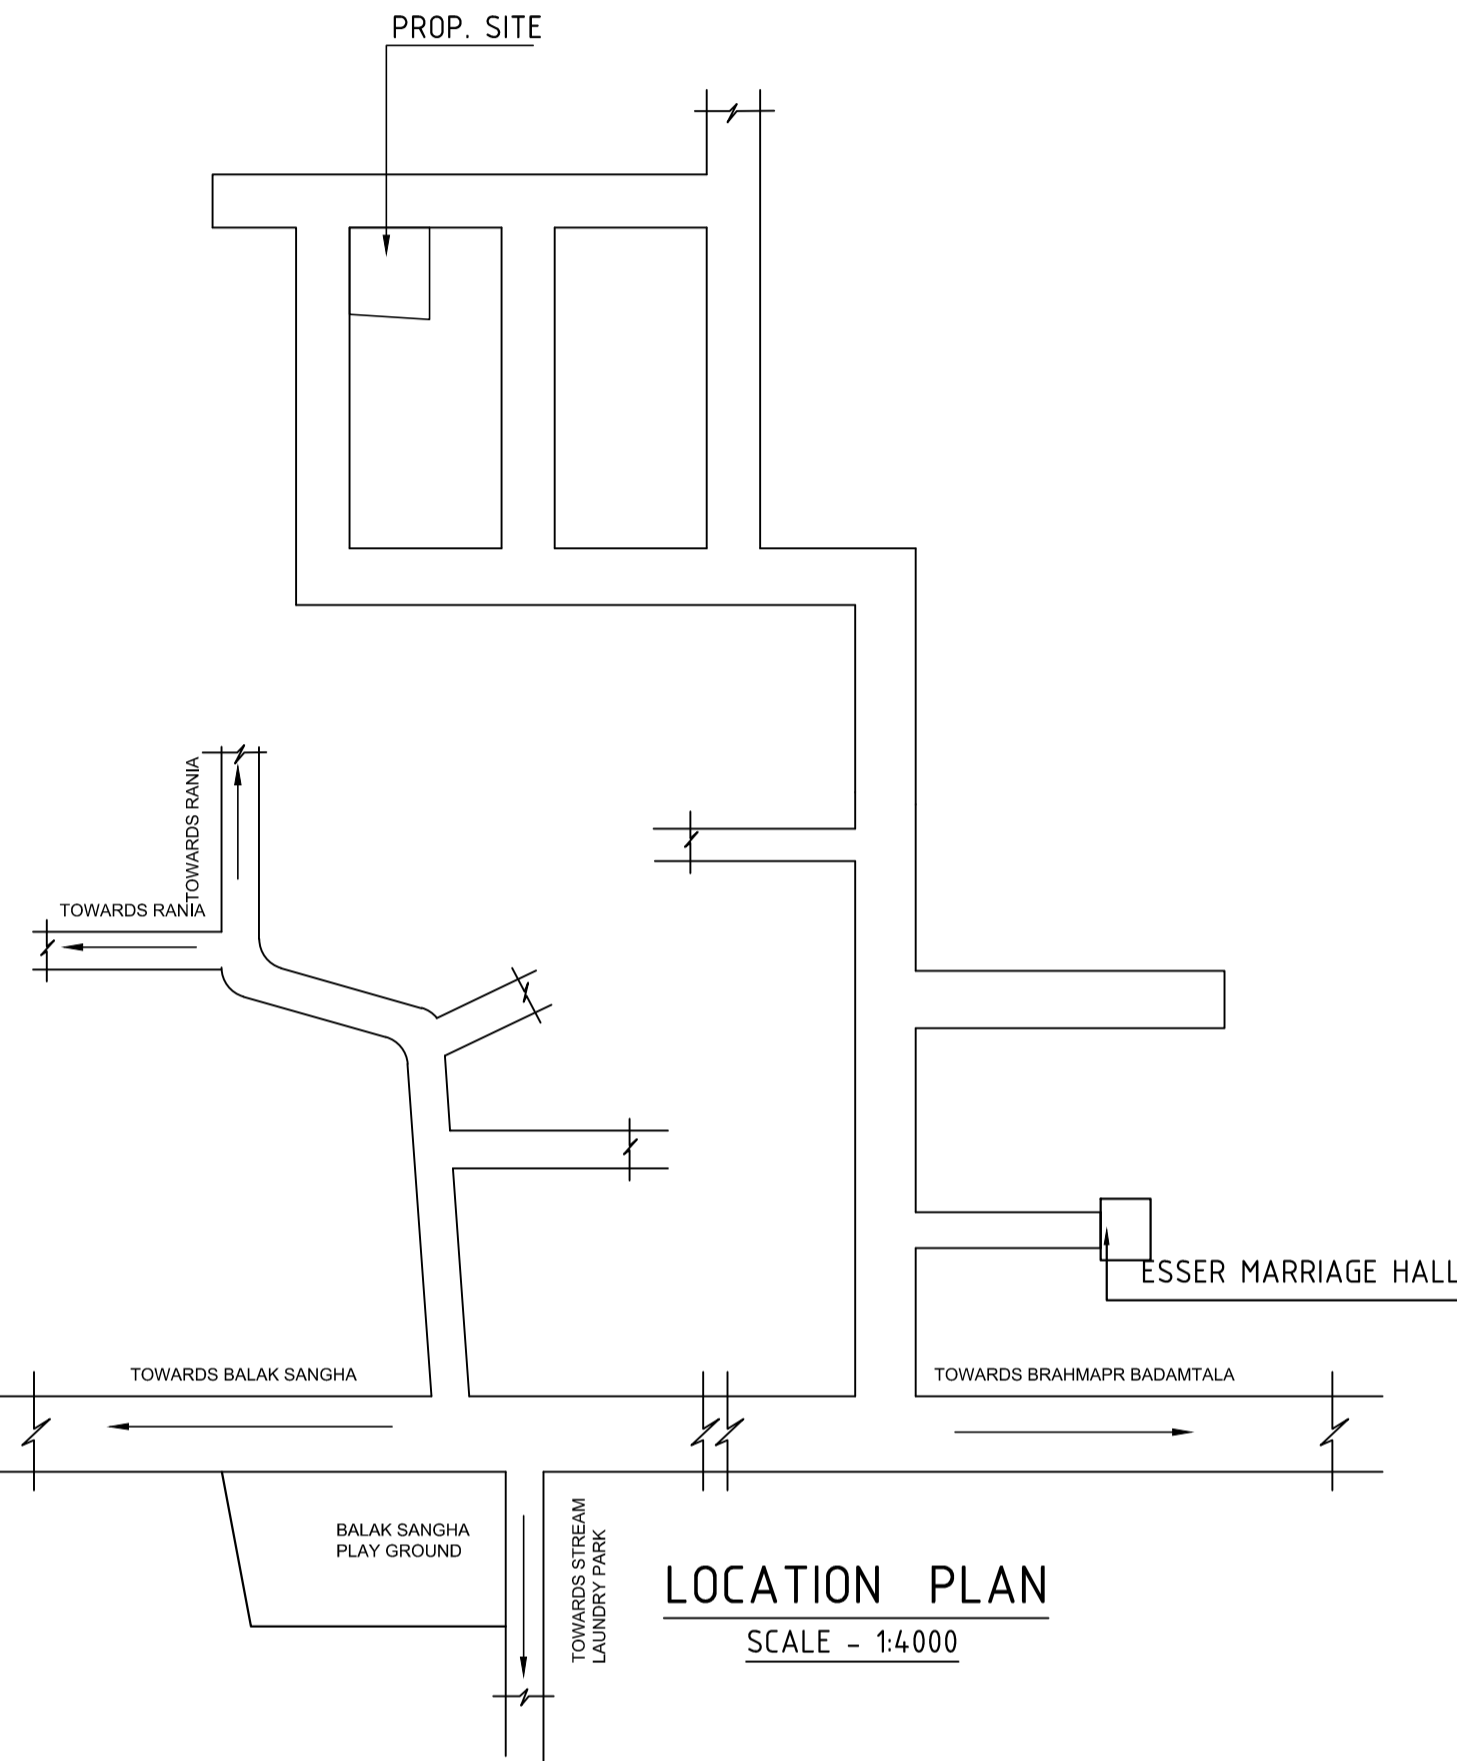 PROP. SITE
TOWARDS RANIA
TOWARDS RANIA
ESSER MARRIAGE HALL
TOWARDS BALAK SANGHA
TOWARDS BRAHMAPR BADAMTALA
BALAK SANGHA
PLAY GROUND
TOWARDS STREAM
LAUNDRY PARK
LOCATION PLAN
SCALE - 1:4000